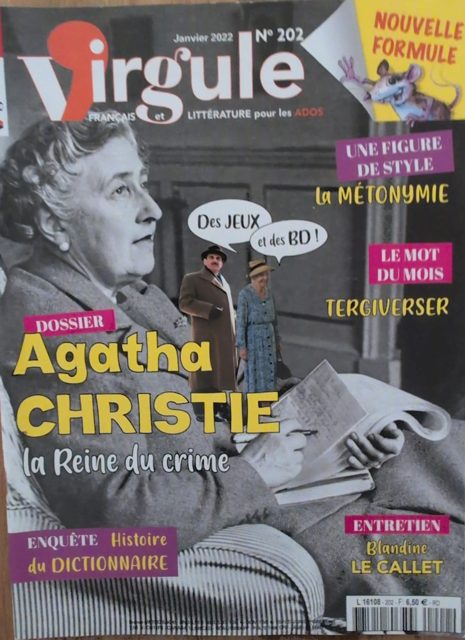 Janvier 2022 N° 202
NOUVELLE
FORMULE
Virgule
FRANÇAIS et LITTÉRATURE pour les ADOS
UNE FIGURE
DE STYLE
la MÉTONYMIE
Des JEUX
et des BD !
LE MOT
DU MOIS
TERGIVERSER
DOSSIER
Agatha
CHRISTIE
la Reine du crime
ENQUÊTE Histoire
du DICTIONNAIRE
ENTRETIEN
Blandine
LE CALLET
L 16108 - 202 - F: 6,50 € - RD